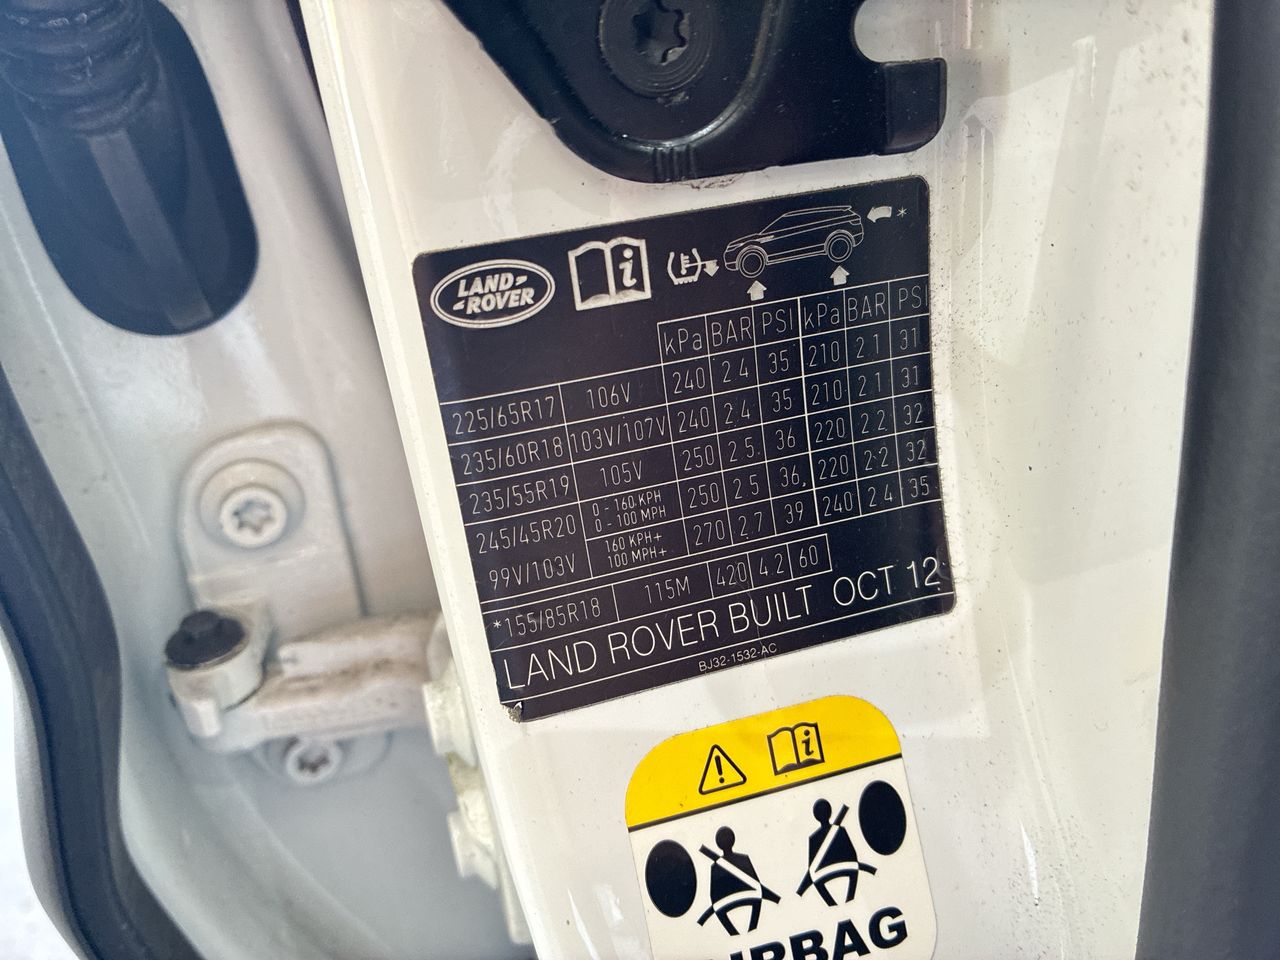 LAND-
-ROVER
kPa BAR PSI kPa BAR PSI
225/65R17 106V 240 2.4 35 210 2.1 31
235/60R18 103V/107V 240 2.4 35 210 2.1 31
235/55R19 105V 250 2.5 36 220 2.2 32
245/45R20 0 - 160 KPH 0 - 100 MPH 250 2.5 36 220 2.2 32
99V/103V 160 KPH+ 100 MPH+ 270 2.7 39 240 2.4 35
*155/85R18 115M 420 4.2 60
LAND ROVER BUILT OCT 12
BJ32-1532-AC
AIRBAG